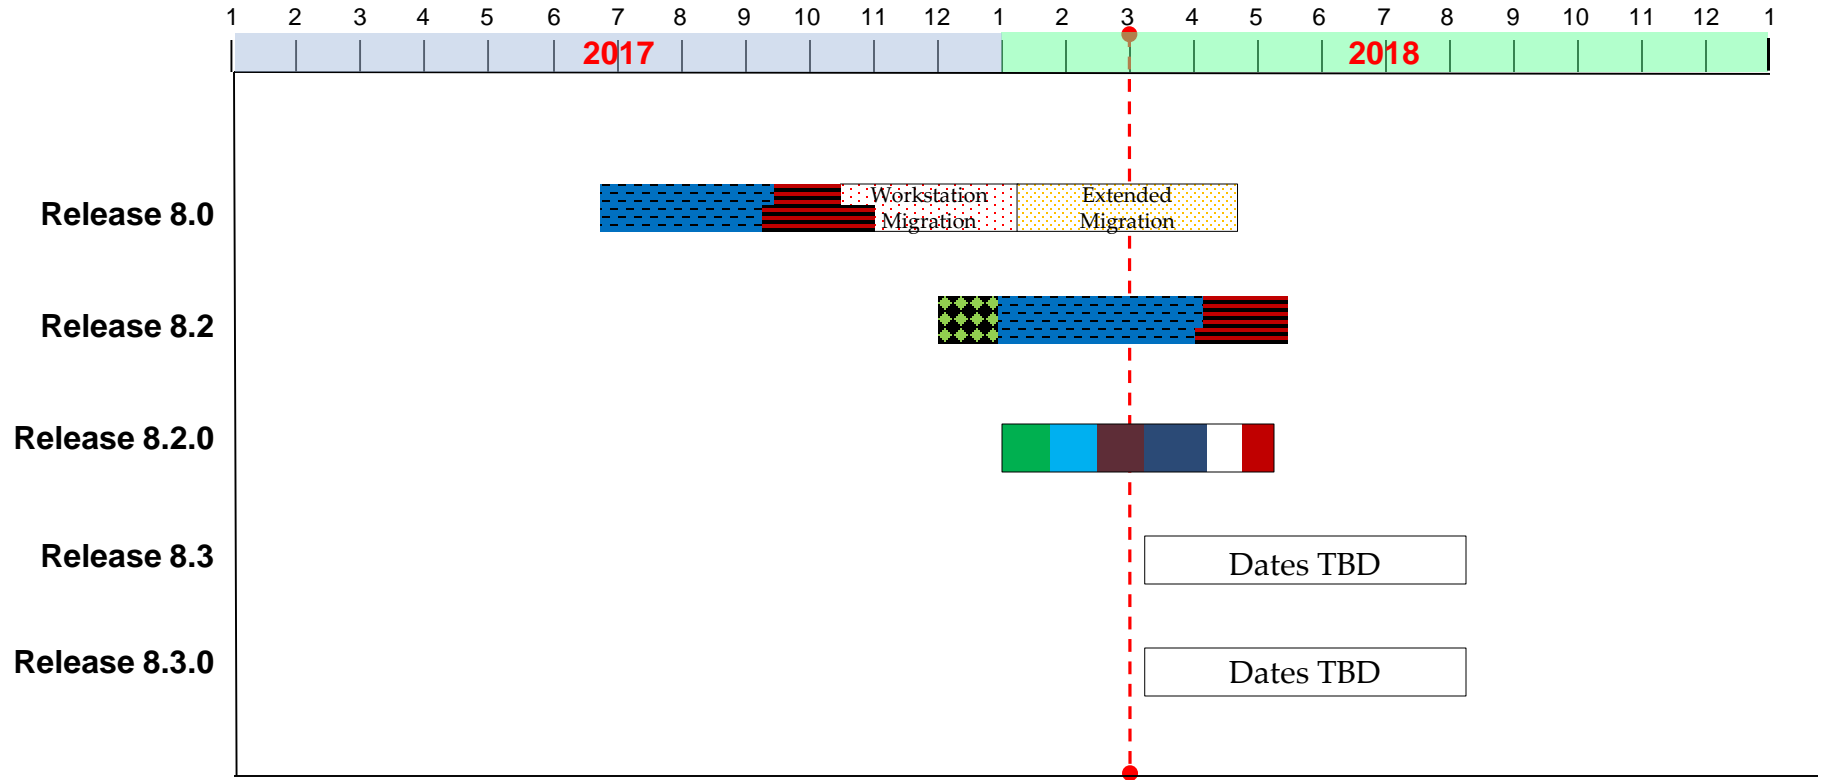 1 2 3 4 5 6 7 8 9 10 11 12 1 2 3 4 5 6 7 8 9 10 11 12 1
2017 2018
Release 8.0
Workstation
Migration
Extended
Migration
Release 8.2
Release 8.2.0
Release 8.3
Dates TBD
Release 8.3.0
Dates TBD